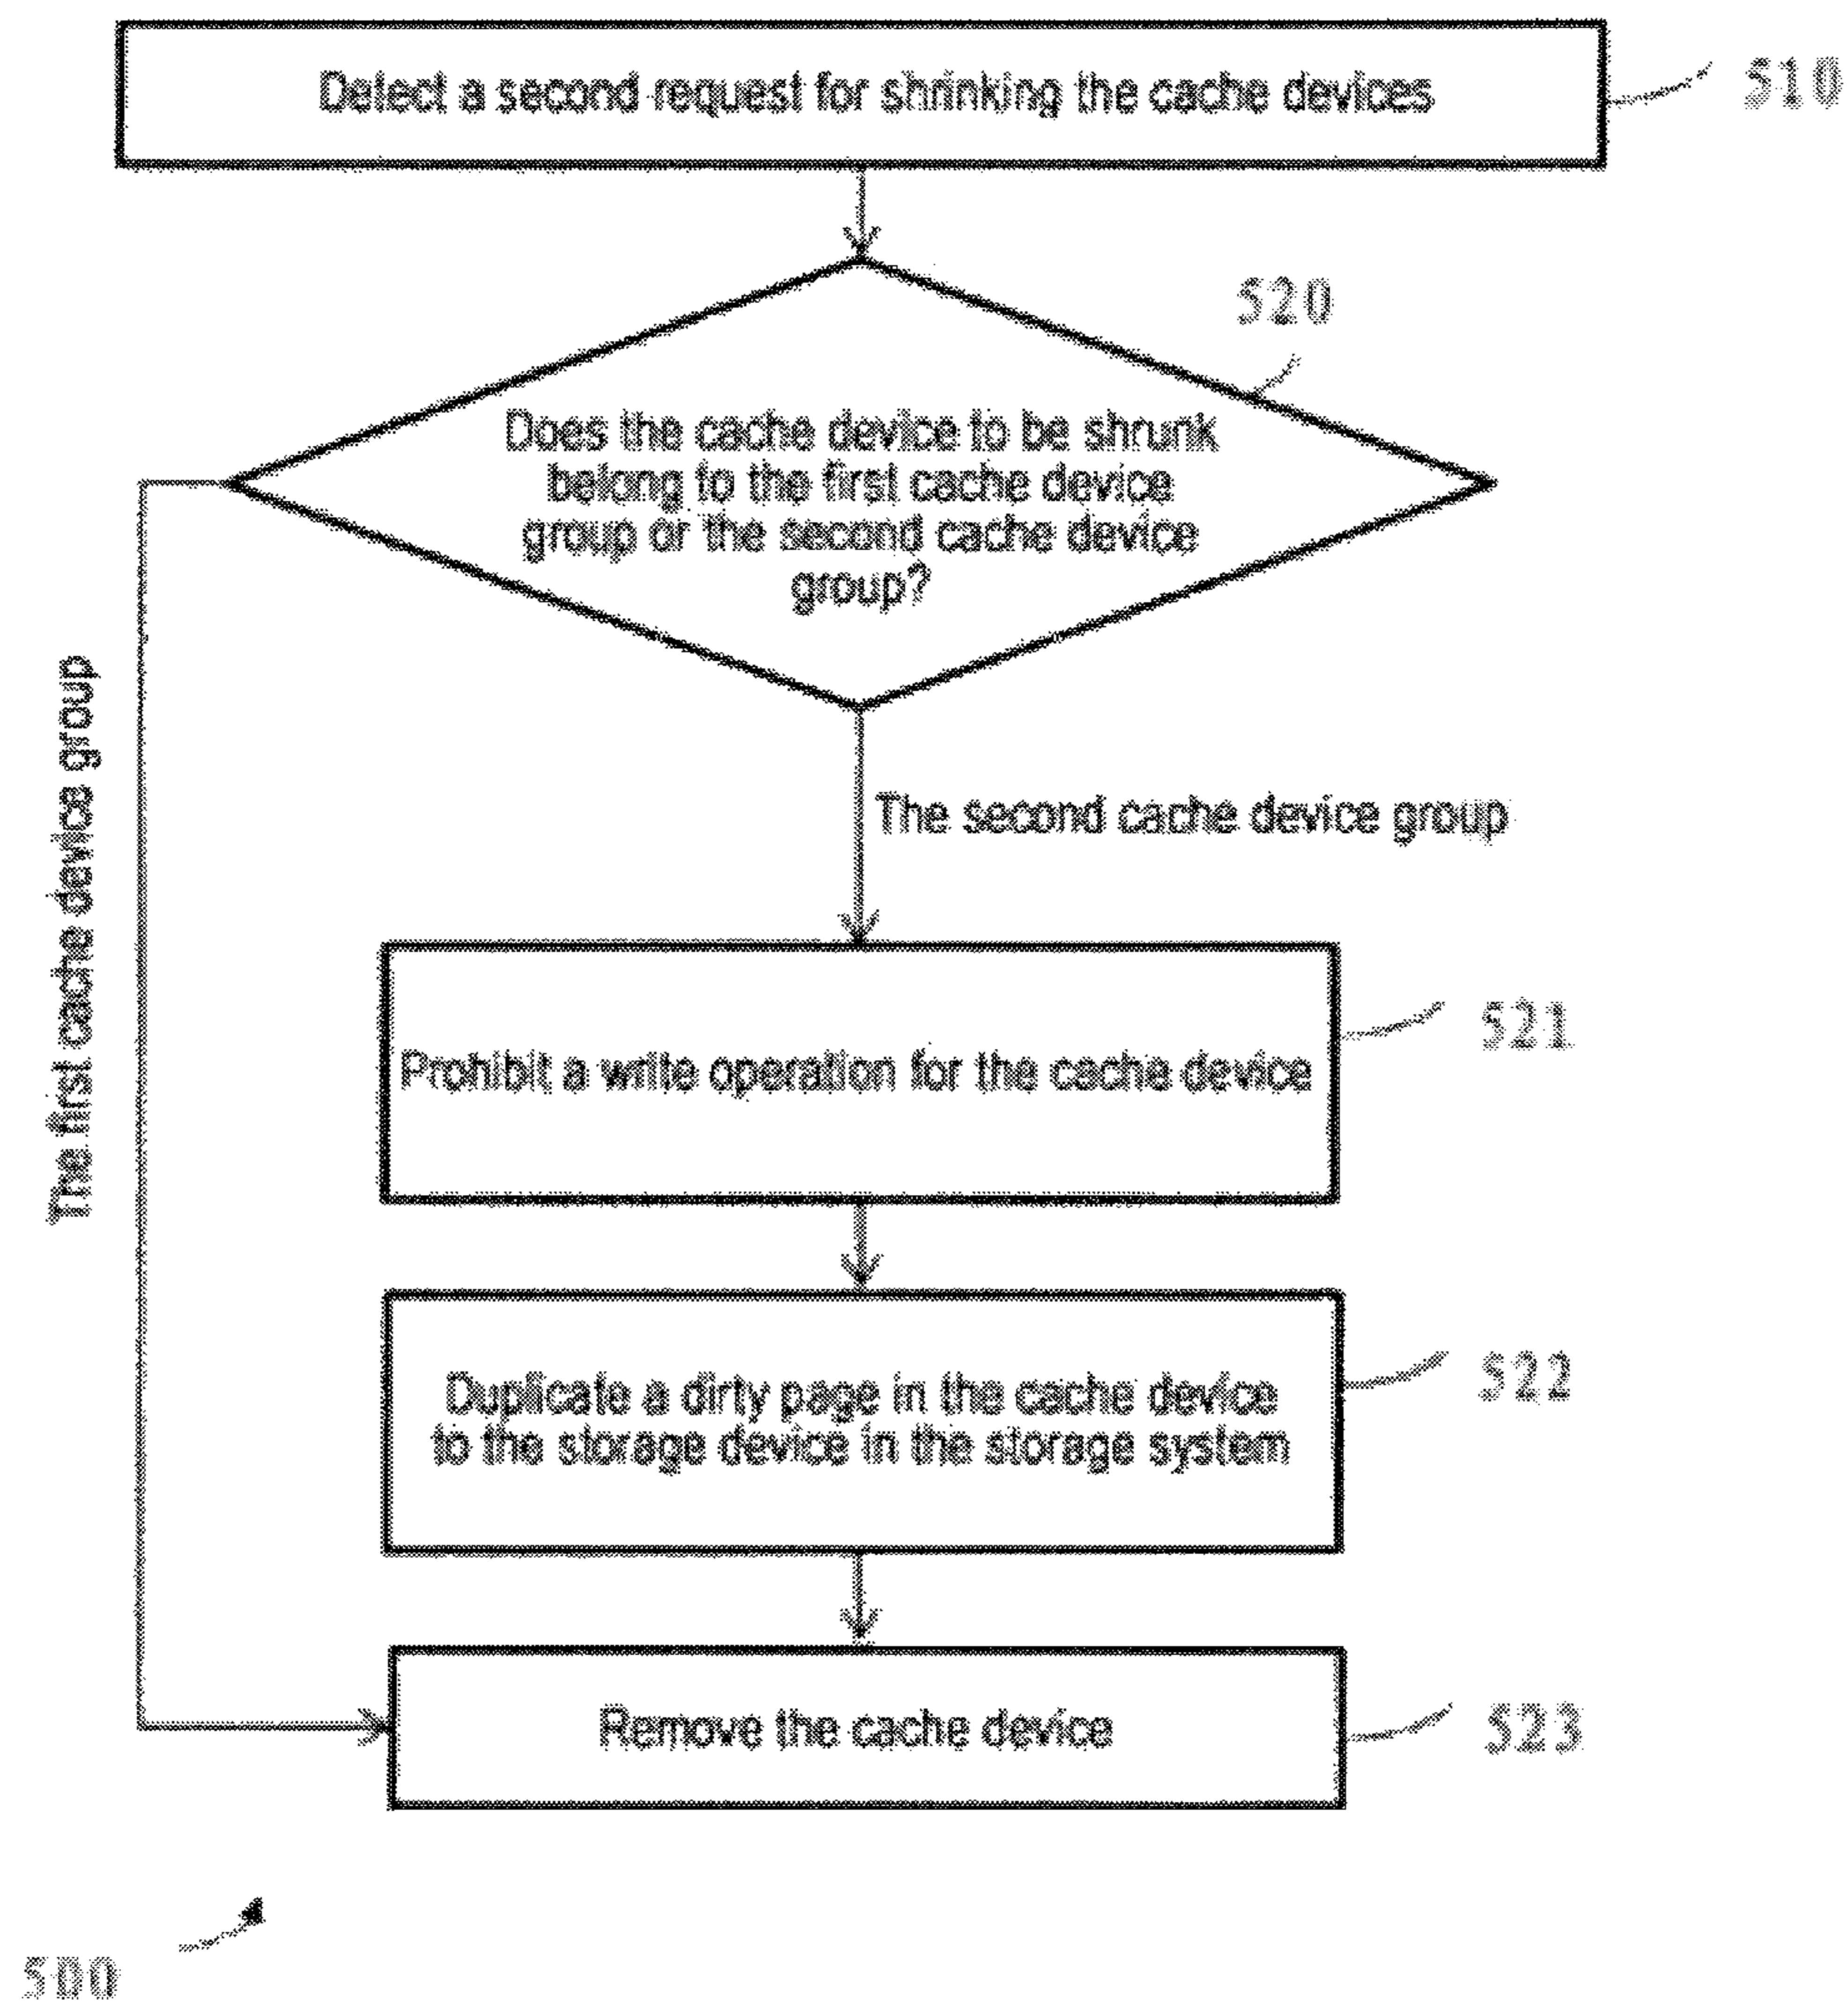 Detect a second request for shrinking the cache devices
510
520
Does the cache device to be shrunk
belong to the first cache device
group or the second cache device
group?
The first cache device group
The second cache device group
Prohibit a write operation for the cache device
521
Duplicate a dirty page in the cache device
to the storage device in the storage system
522
Remove the cache device
523
500